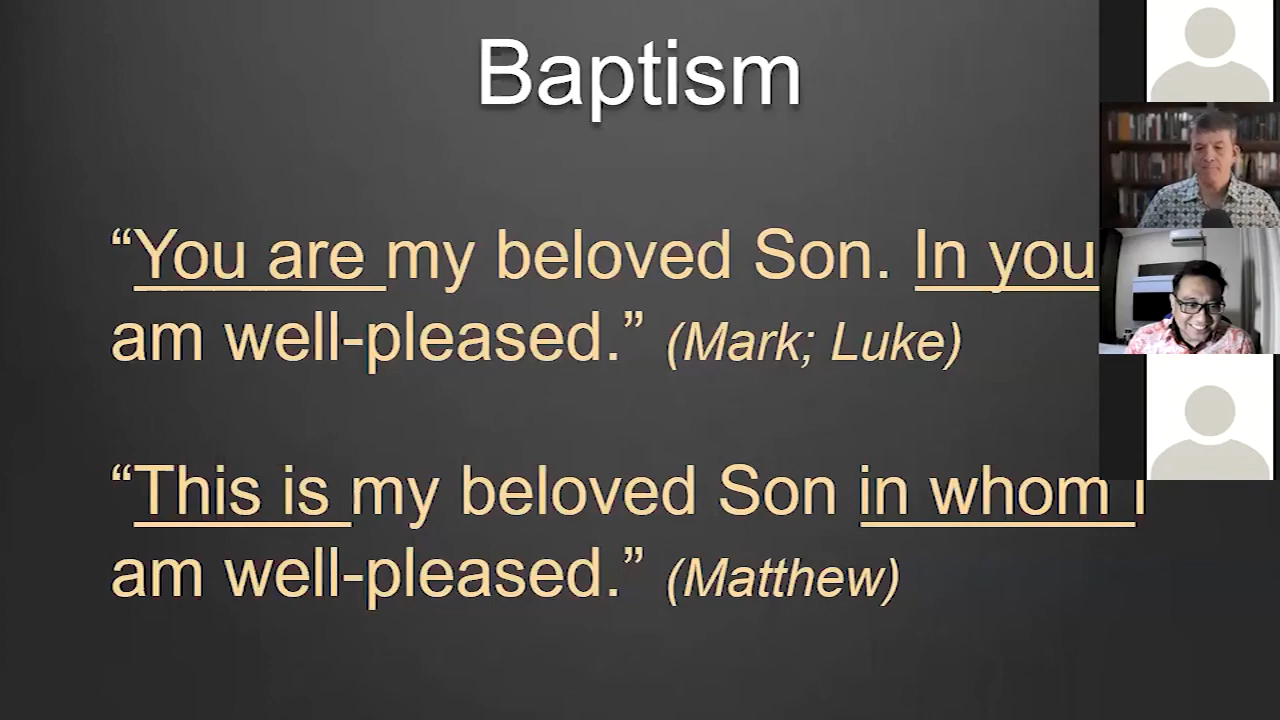 Baptism
“You are my beloved Son. In you
am well-pleased.” (Mark; Luke)
“This is my beloved Son in whom I
am well-pleased.” (Matthew)